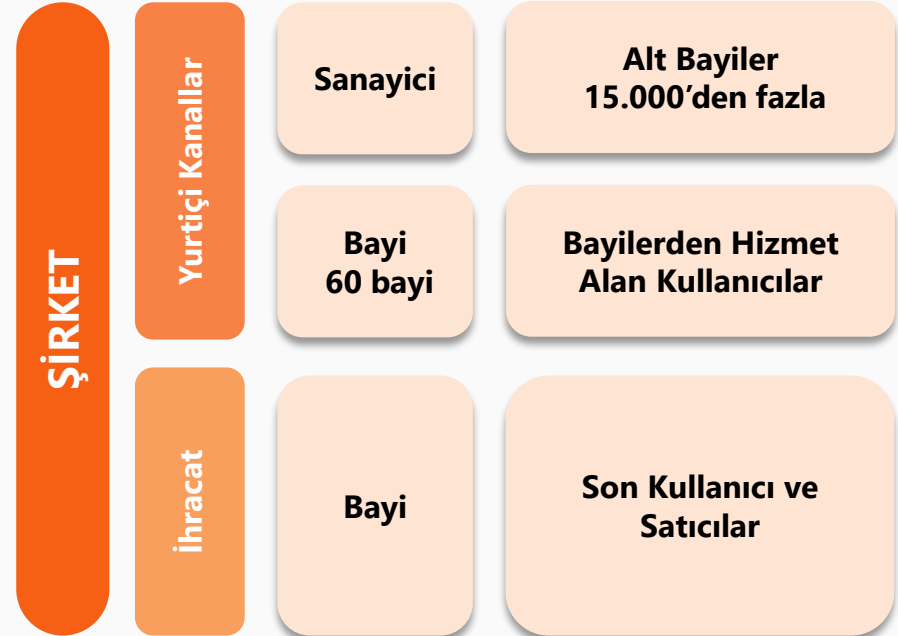 ŞİRKET
Yurtiçi Kanallar
Sanayici
Alt Bayiler
15.000’den fazla
Bayi
60 bayi
Bayilerden Hizmet
Alan Kullanıcılar
İhracat
Bayi
Son Kullanıcı ve
Satıcılar